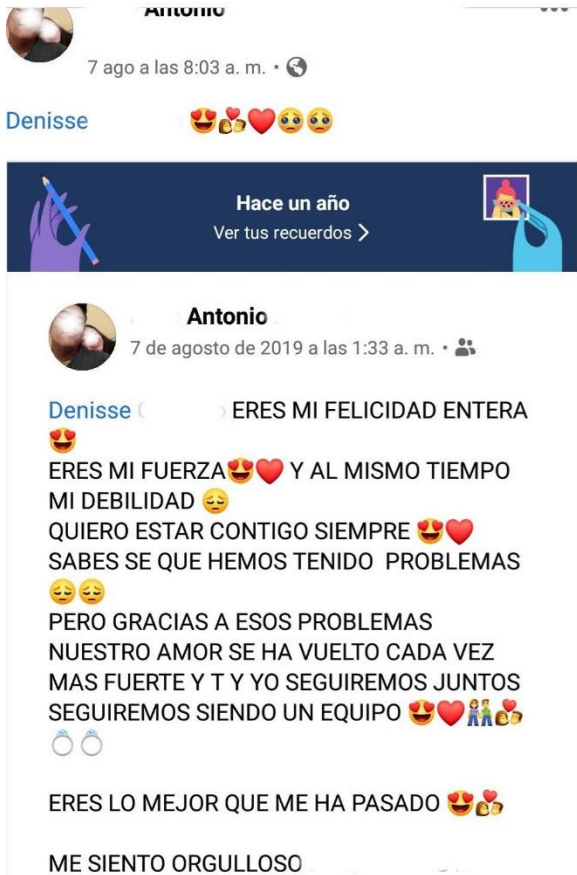 Antonio
7 ago a las 8:03 a. m. •
Denisse 😍💏❤️🥺🥺
Hace un año
Ver tus recuerdos >
Antonio
7 de agosto de 2019 a las 1:33 a. m. •
Denisse ERES MI FELICIDAD ENTERA
😍
ERES MI FUERZA😍❤️ Y AL MISMO TIEMPO
MI DEBILIDAD 😔
QUIERO ESTAR CONTIGO SIEMPRE 😍❤️
SABES SE QUE HEMOS TENIDO PROBLEMAS
😔😔
PERO GRACIAS A ESOS PROBLEMAS
NUESTRO AMOR SE HA VUELTO CADA VEZ
MAS FUERTE Y T Y YO SEGUIREMOS JUNTOS
SEGUIREMOS SIENDO UN EQUIPO 😍❤️👫💏
💍💍
ERES LO MEJOR QUE ME HA PASADO 😍💏
ME SIENTO ORGULLOSO